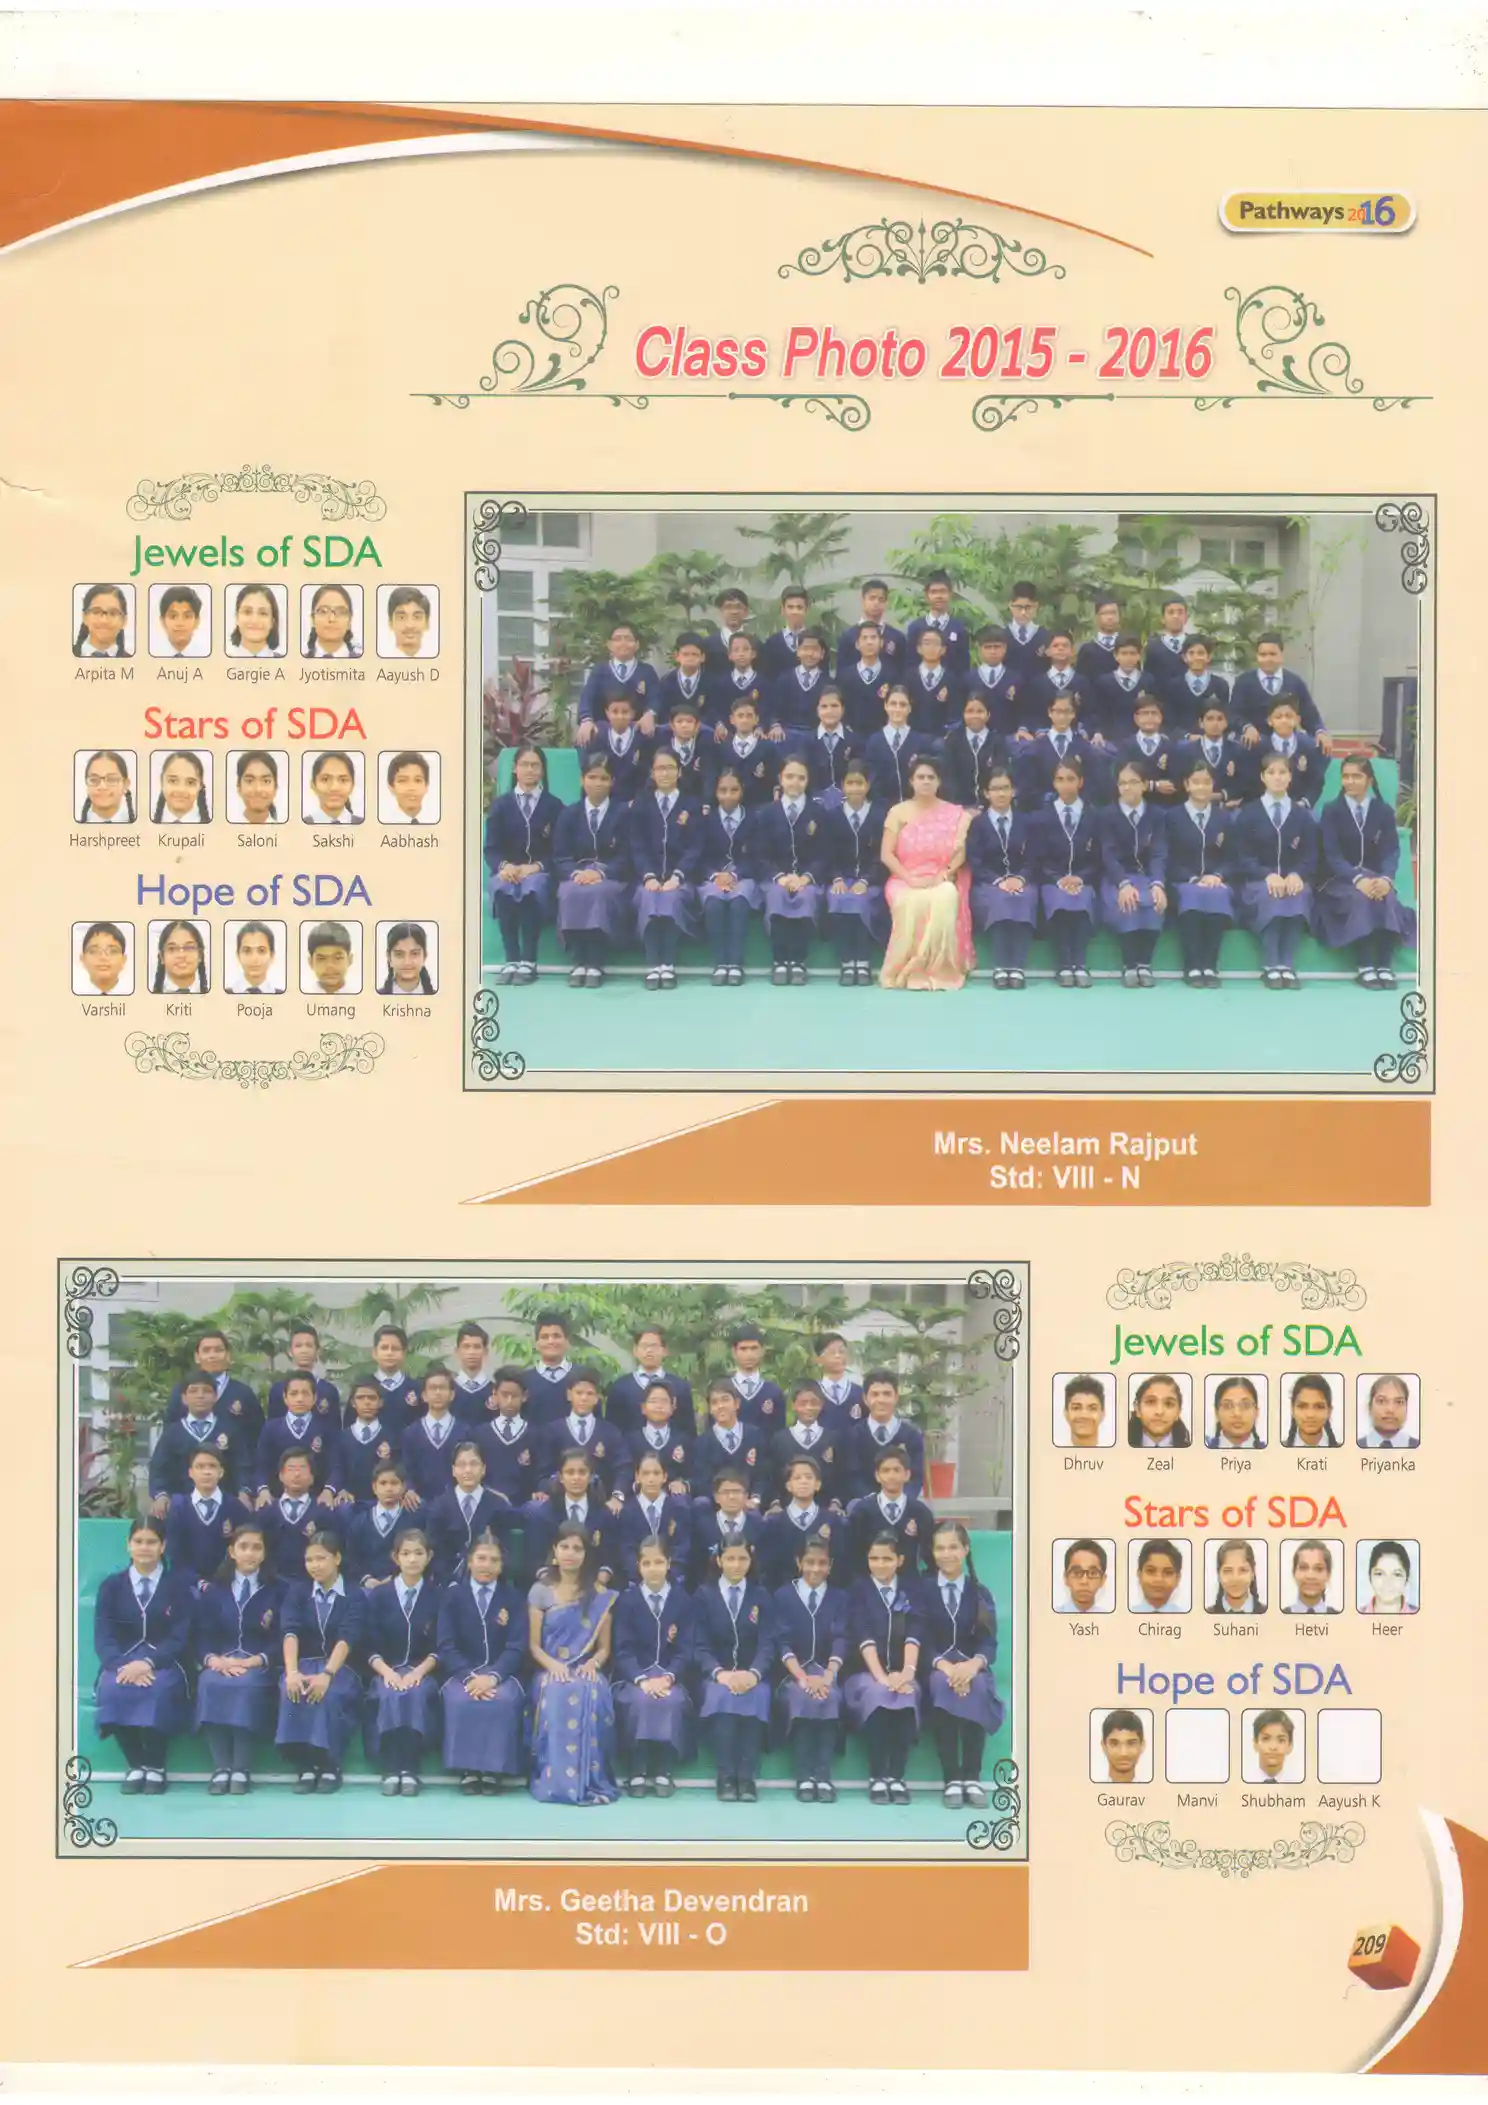 Pathways 2016
Class Photo 2015 - 2016
Jewels of SDA
Arpita M Anuj A Gargie A Jyotismita Aayush D
Stars of SDA
Harshpreet Krupali Saloni Sakshi Aabhash
Hope of SDA
Varshil Kriti Pooja Umang Krishna
Mrs. Neelam Rajput
Std: VIII - N
Jewels of SDA
Dhruv Zeal Priya Krati Priyanka
Stars of SDA
Yash Chirag Suhani Hetvi Heer
Hope of SDA
Gaurav Manvi Shubham Aayush K
Mrs. Geetha Devendran
Std: VIII - O
209